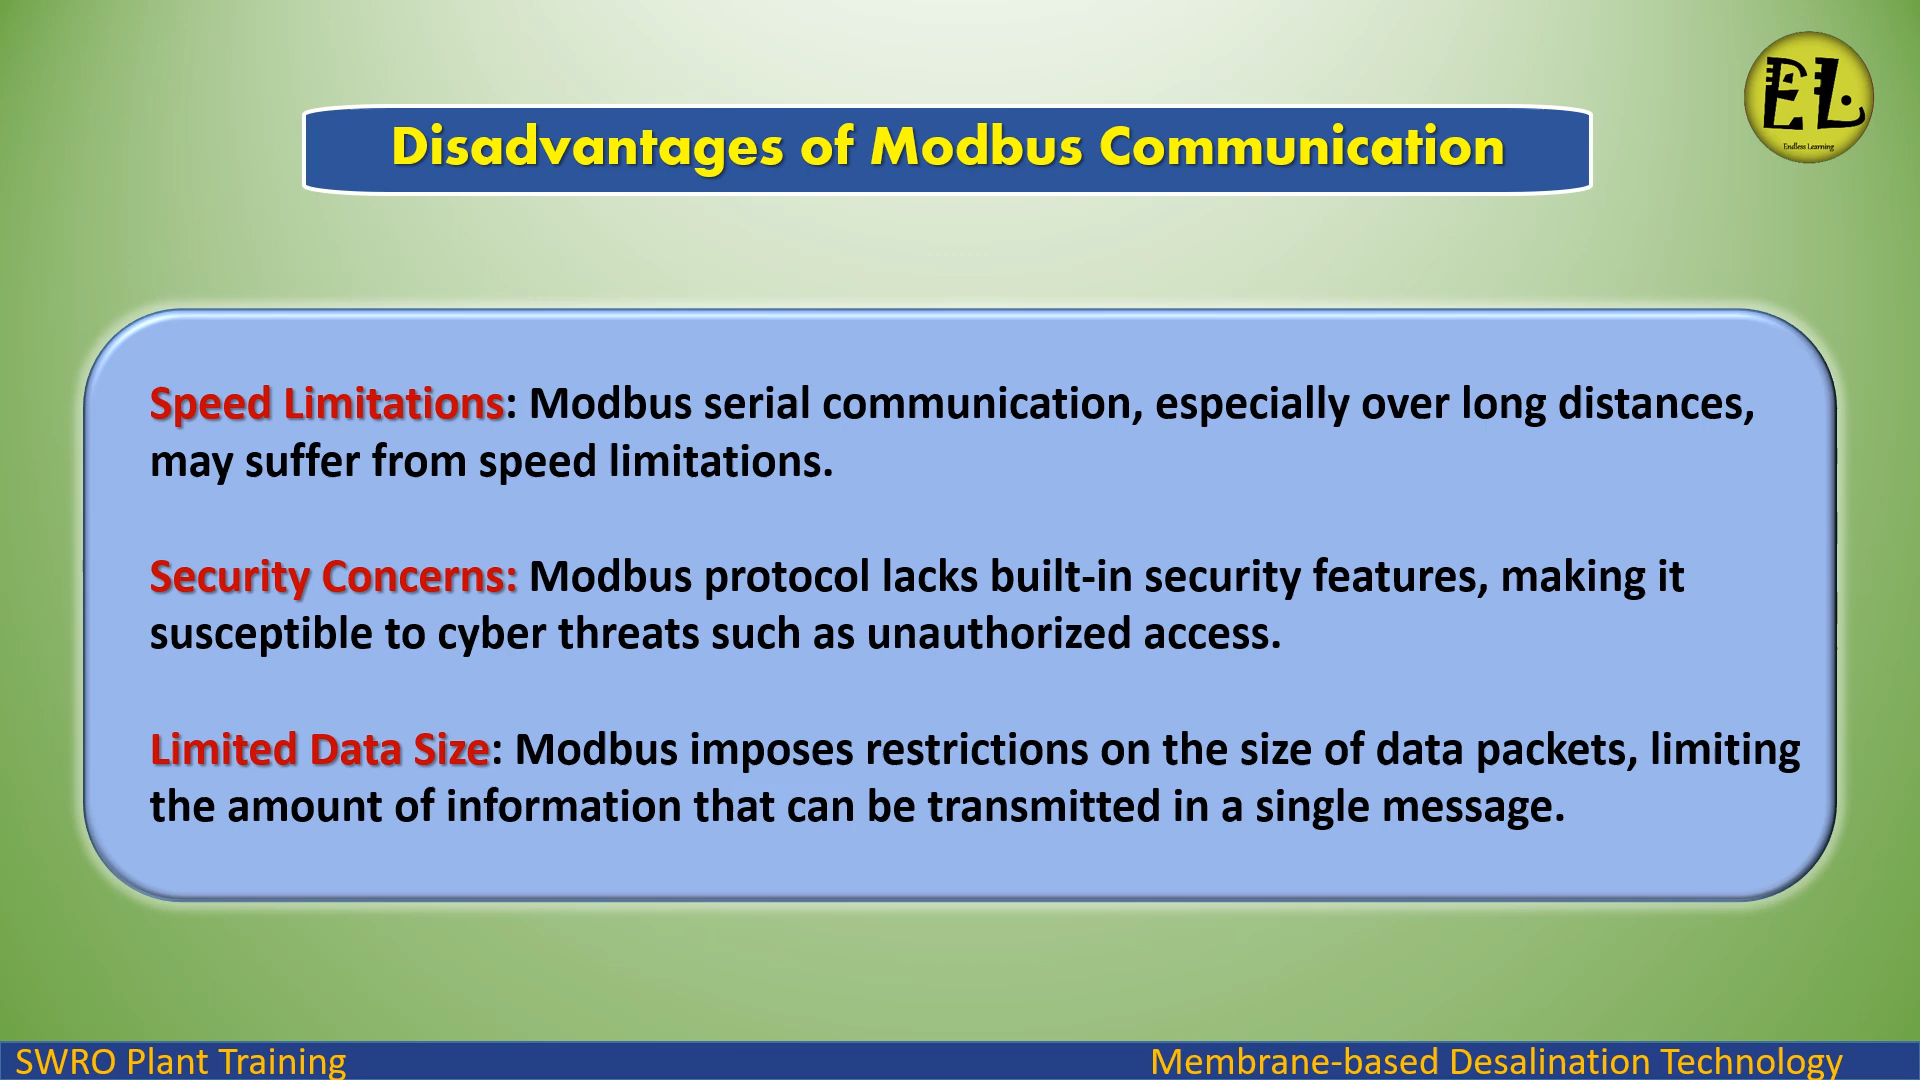 EL
Endless Learning
Disadvantages of Modbus Communication
Speed Limitations: Modbus serial communication, especially over long distances,
may suffer from speed limitations.
Security Concerns: Modbus protocol lacks built-in security features, making it
susceptible to cyber threats such as unauthorized access.
Limited Data Size: Modbus imposes restrictions on the size of data packets, limiting
the amount of information that can be transmitted in a single message.
SWRO Plant Training
Membrane-based Desalination Technology